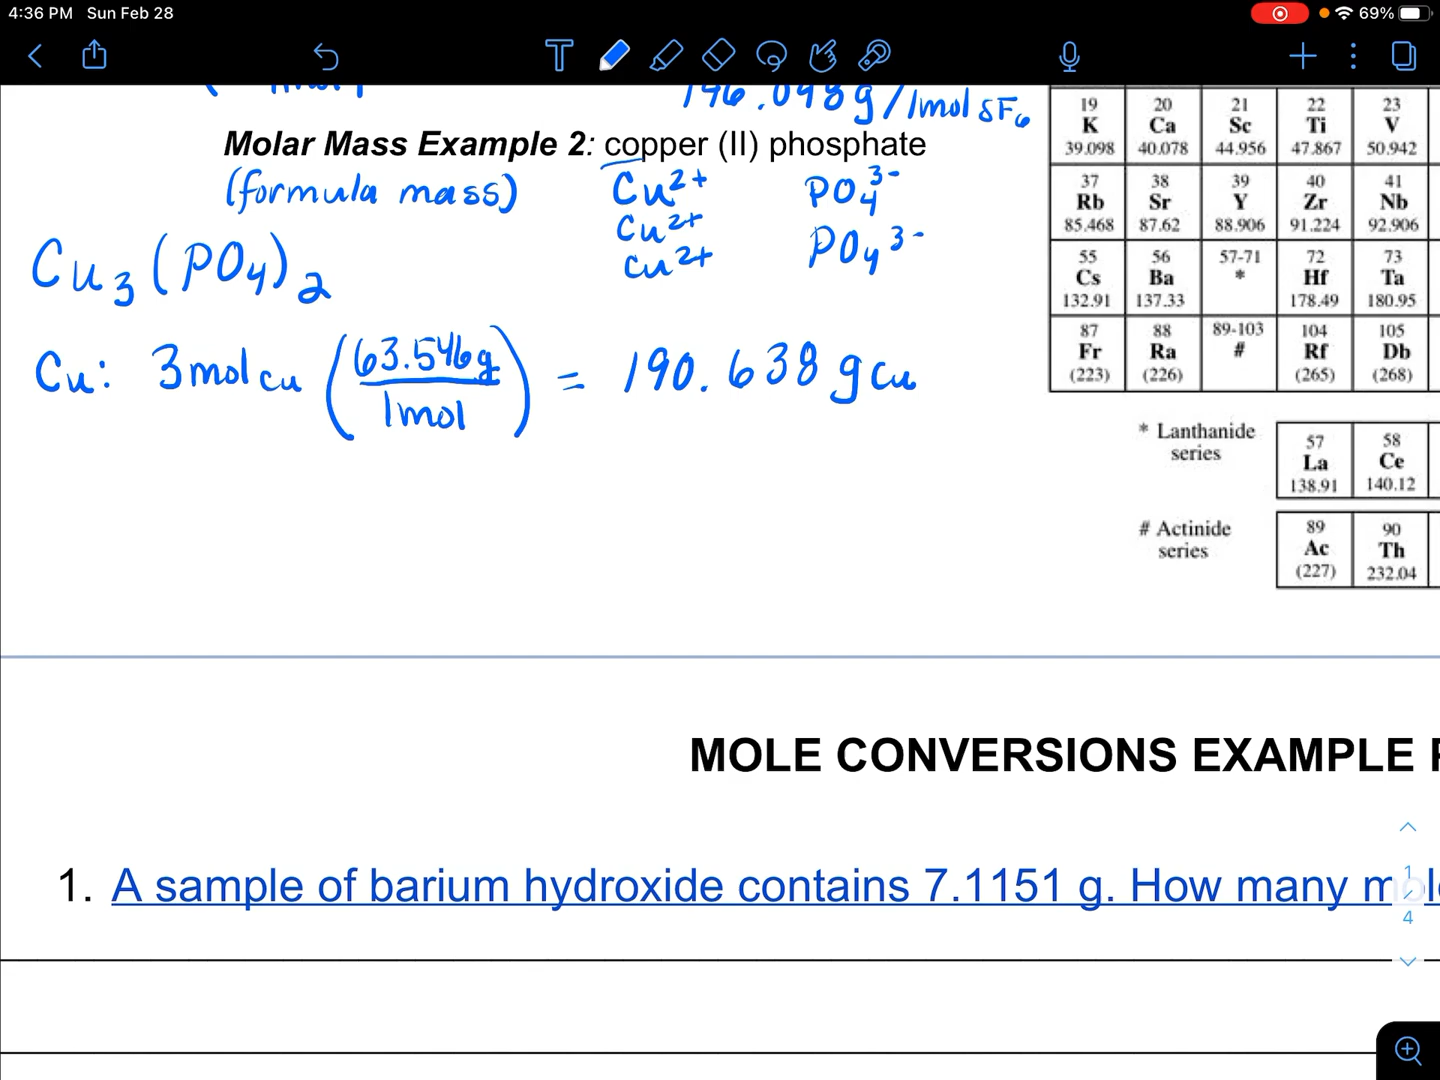 4:36 PM Sun Feb 28
69%
T
196.098g/1mol SF₆
Molar Mass Example 2: copper (II) phosphate
(formula mass)
Cu²⁺ PO₄³⁻
Cu²⁺ PO₄³⁻
Cu²⁺
Cu₃(PO₄)₂
Cu: 3mol Cu (63.546g / 1mol) = 190.638 g Cu
19 20 21 22 23
K Ca Sc Ti V
39.098 40.078 44.956 47.867 50.942
37 38 39 40 41
Rb Sr Y Zr Nb
85.468 87.62 88.906 91.224 92.906
55 56 57-71 72 73
Cs Ba * Hf Ta
132.91 137.33 178.49 180.95
87 88 89-103 104 105
Fr Ra # Rf Db
(223) (226) (265) (268)
* Lanthanide
series
57 58
La Ce
138.91 140.12
# Actinide
series
89 90
Ac Th
(227) 232.04
MOLE CONVERSIONS EXAMPLE
1. A sample of barium hydroxide contains 7.1151 g. How many mol
1
/
4